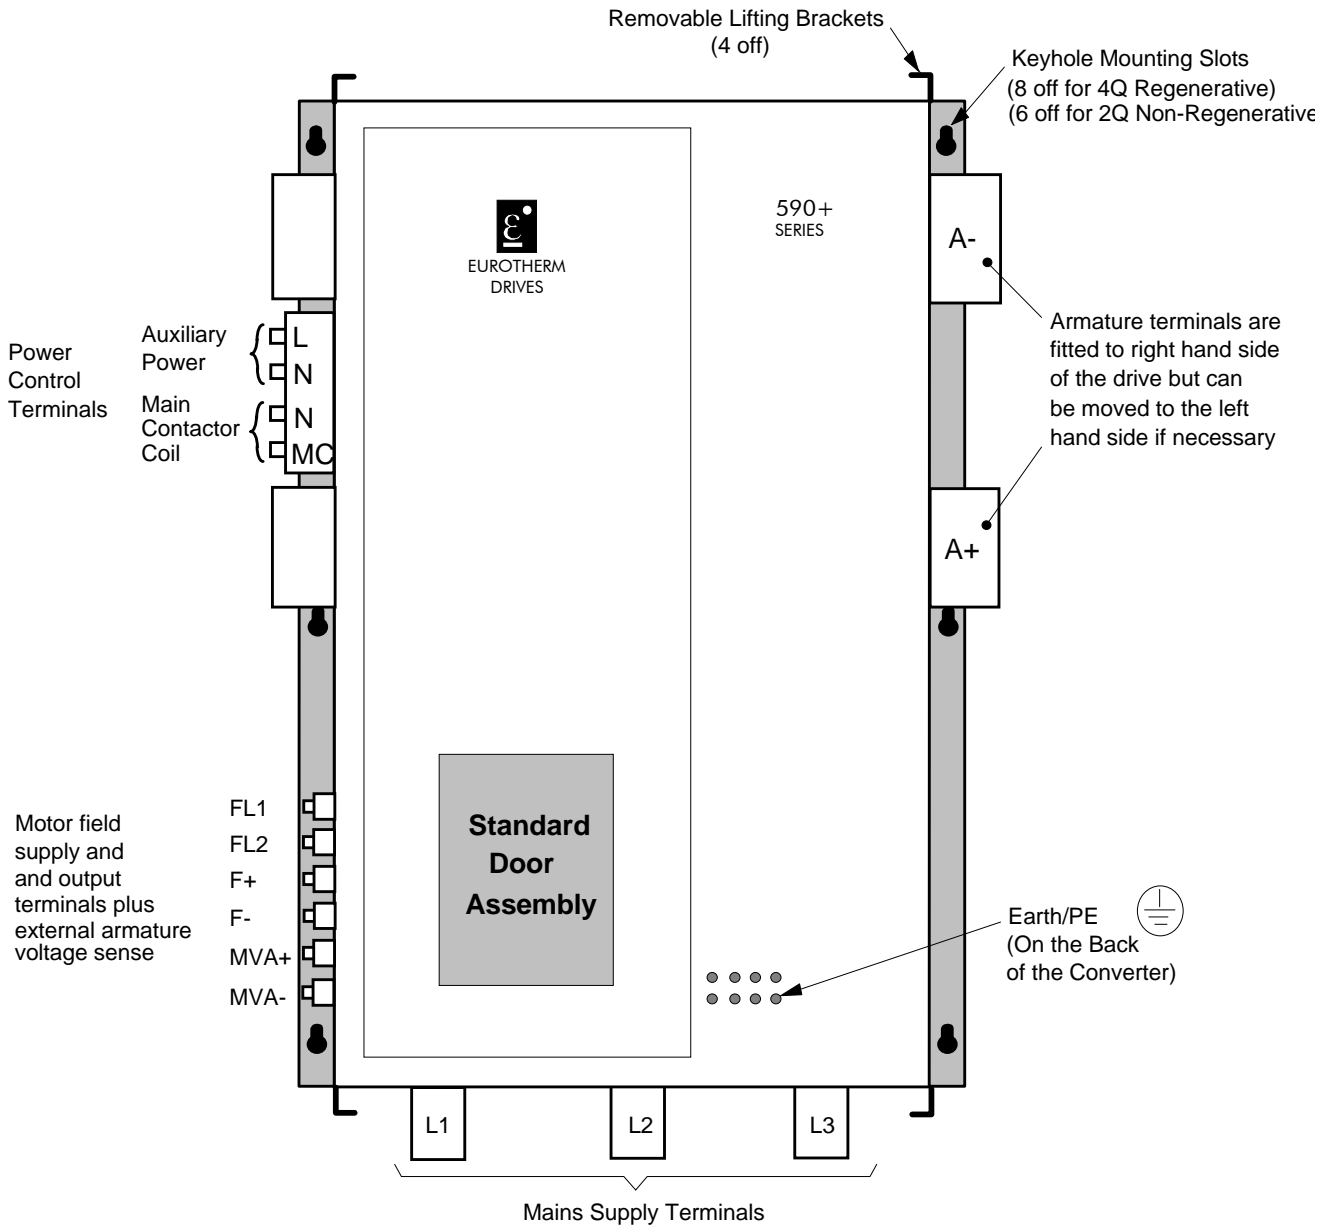 Removable Lifting Brackets
(4 off)
Keyhole Mounting Slots
(8 off for 4Q Regenerative)
(6 off for 2Q Non-Regenerative
590+
SERIES
ε
EUROTHERM
DRIVES
A-
Armature terminals are
fitted to right hand side
of the drive but can
be moved to the left
hand side if necessary
A+
Power
Control
Terminals
Auxiliary
Power
Main
Contactor
Coil
L
N
N
MC
Motor field
supply and
and output
terminals plus
external armature
voltage sense
FL1
FL2
F+
F-
MVA+
MVA-
Standard
Door
Assembly
Earth/PE
(On the Back
of the Converter)
L1
L2
L3
Mains Supply Terminals